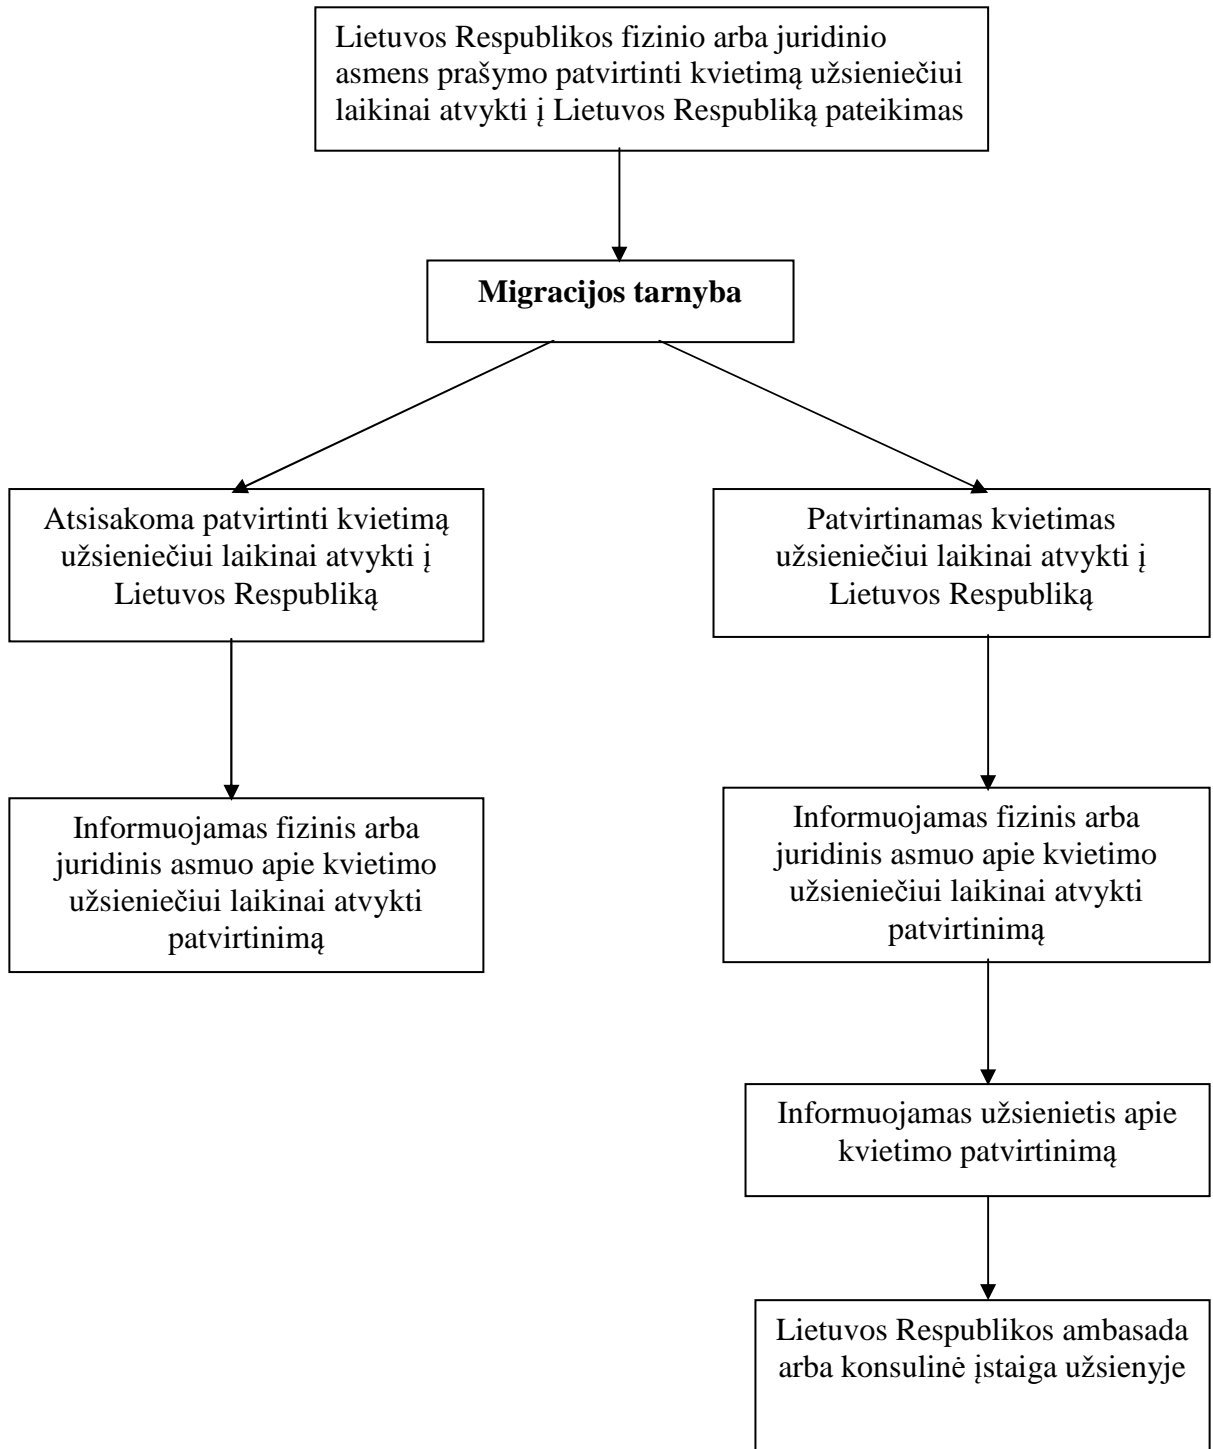 Lietuvos Respublikos fizinio arba juridinio
asmens prašymo patvirtinti kvietimą užsieniečiui
laikinai atvykti į Lietuvos Respubliką pateikimas
Migracijos tarnyba
Atsisakoma patvirtinti kvietimą
užsieniečiui laikinai atvykti į
Lietuvos Respubliką
Patvirtinamas kvietimas
užsieniečiui laikinai atvykti į
Lietuvos Respubliką
Informuojamas fizinis arba
juridinis asmuo apie kvietimo
užsieniečiui laikinai atvykti
patvirtinimą
Informuojamas fizinis arba
juridinis asmuo apie kvietimo
užsieniečiui laikinai atvykti
patvirtinimą
Informuojamas užsienietis apie
kvietimo patvirtinimą
Lietuvos Respublikos ambasada
arba konsulinė įstaiga užsienyje